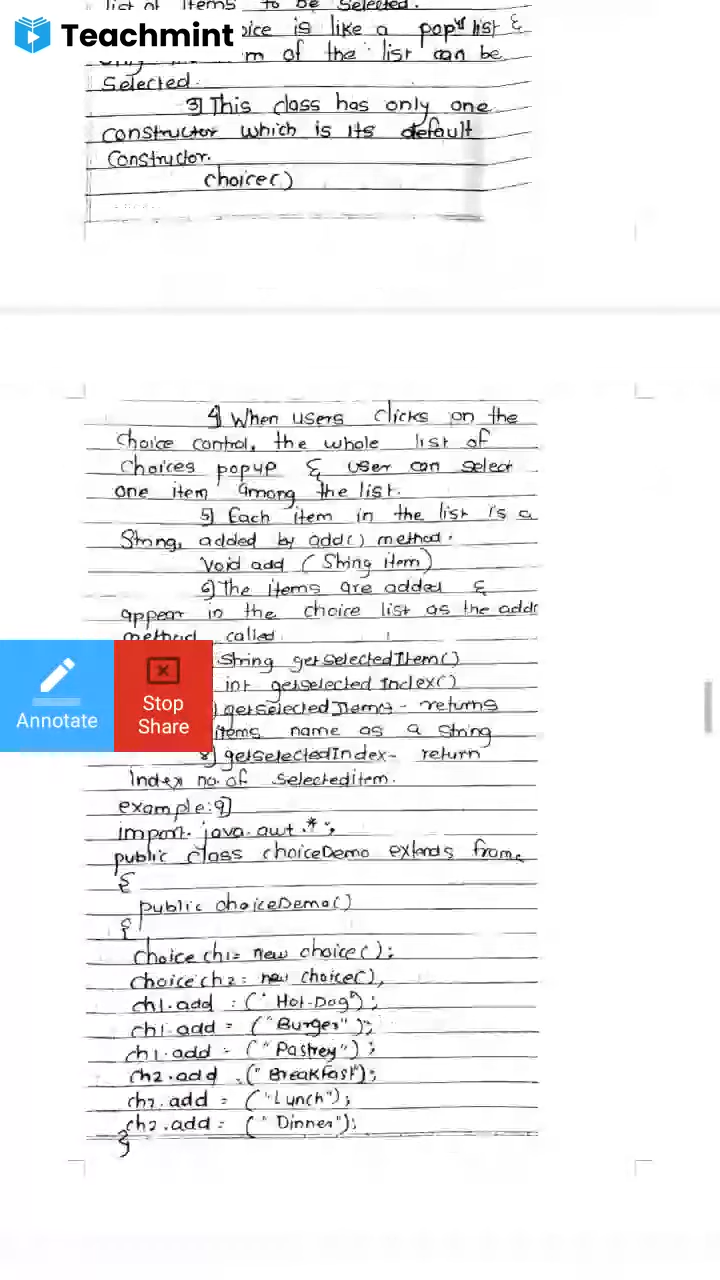 list of items to be selected.
Teachmint
oice is like a popup list &
m of the list can be
selected.
3) This class has only one
constructor which is its default
constructor.
choice()
4) When users clicks on the
choice control, the whole list of
choices popup & user can select
one item among the list.
5) Each item in the list is a
String, added by add() method.
Void add (String item)
6) The items are added &
appear in the choice list as the addr
method called.
String getselectedItem()
int getselected Index()
getselectedItem - returns
items name as a string
8) getselectedIndex- return
Index no. of selecteditem.
example:9]
import. java.awt.*;
public class choiceDemo extends frame
{
public choiceDemo()
{
choice ch1= new choice();
choice ch2= new choice(),
ch1.add = ("Hot-Dog");
ch1.add = ("Burger");
ch1.add = ("Pastrey");
ch2.add .("Breakfast");
ch2.add = ("Lunch");
ch2.add = ("Dinner");
}
Annotate
Stop
Share